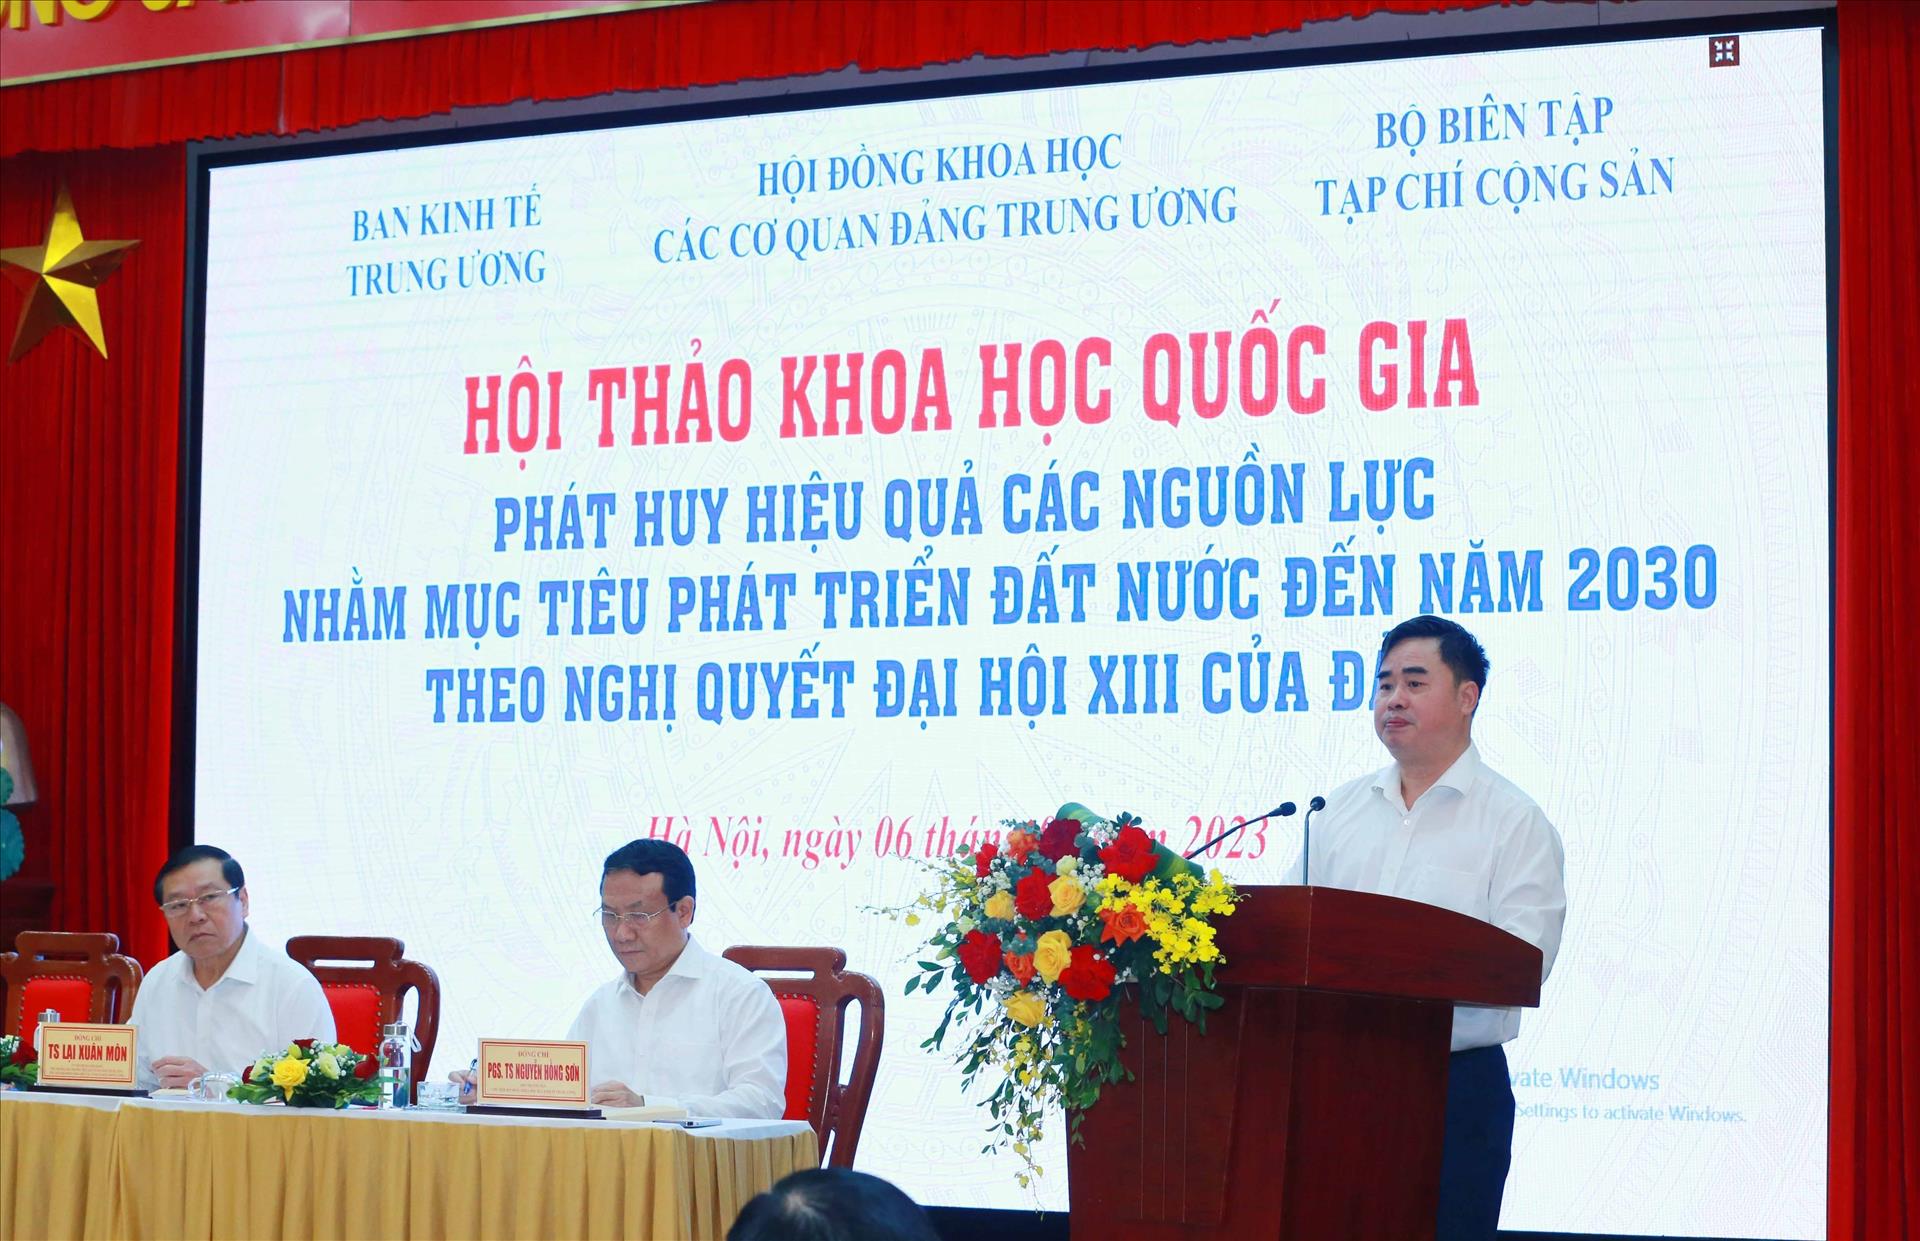 BAN KINH TẾ
TRUNG ƯƠNG
HỘI ĐỒNG KHOA HỌC
CÁC CƠ QUAN ĐẢNG TRUNG ƯƠNG
BỘ BIÊN TẬP
TẠP CHÍ CỘNG SẢN
HỘI THẢO KHOA HỌC QUỐC GIA
PHÁT HUY HIỆU QUẢ CÁC NGUỒN LỰC
NHẰM MỤC TIÊU PHÁT TRIỂN ĐẤT NƯỚC ĐẾN NĂM 2030
THEO NGHỊ QUYẾT ĐẠI HỘI XIII CỦA
Hà Nội, ngày 06 2023
ĐỒNG CHÍ
TS LẠI XUÂN MÔN
ĐỒNG CHÍ
PGS. TS NGUYỄN HỒNG SƠN
Windows
Settings to activate Windows.